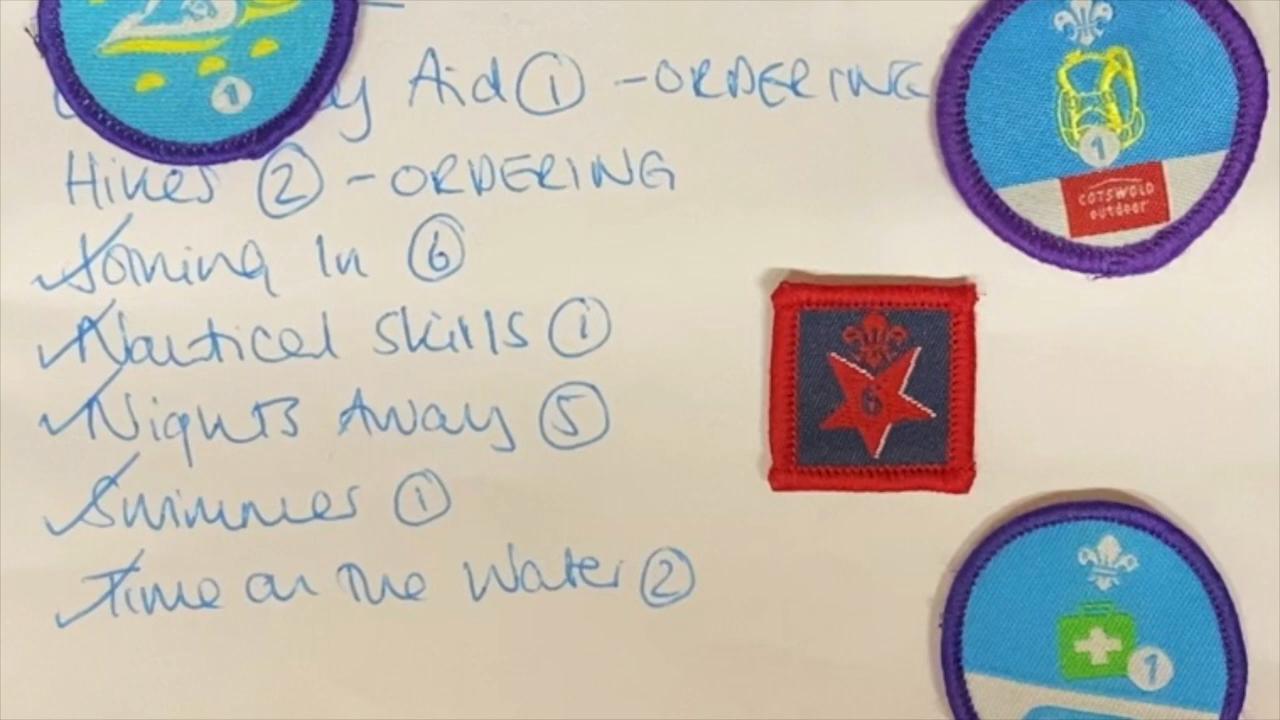 1
Aid ① - ORDERING
Hikes ② - ORDERING
Joining In ⑥
Nautical Skills ①
Nights Away ⑤
Swimmer ①
Time on the Water ②
1
COTSWOLD
outdoor
6
1